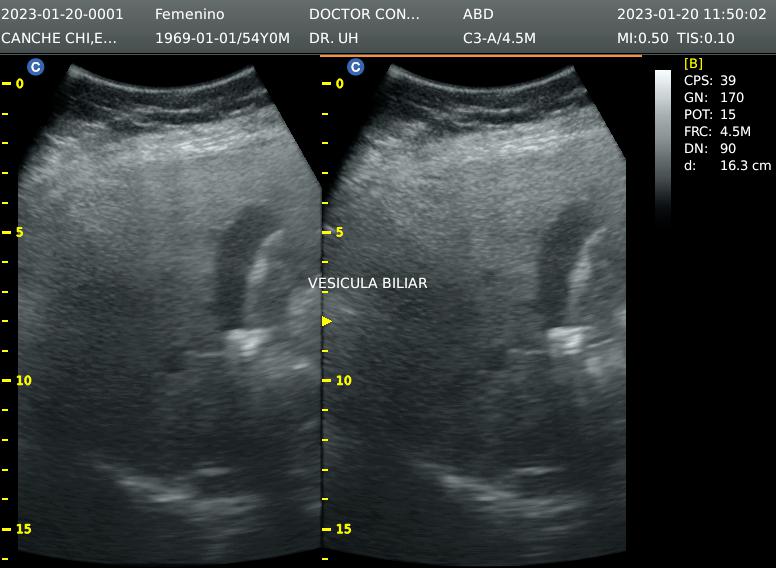 2023-01-20-0001 Femenino DOCTOR CON... ABD 2023-01-20 11:50:02
CANCHE CHI,E... 1969-01-01/54Y0M DR. UH C3-A/4.5M MI:0.50 TIS:0.10
C C [B]
0 0 CPS: 39
GN: 170
POT: 15
FRC: 4.5M
DN: 90
d: 16.3 cm
5 5
VESICULA BILIAR
10 10
15 15